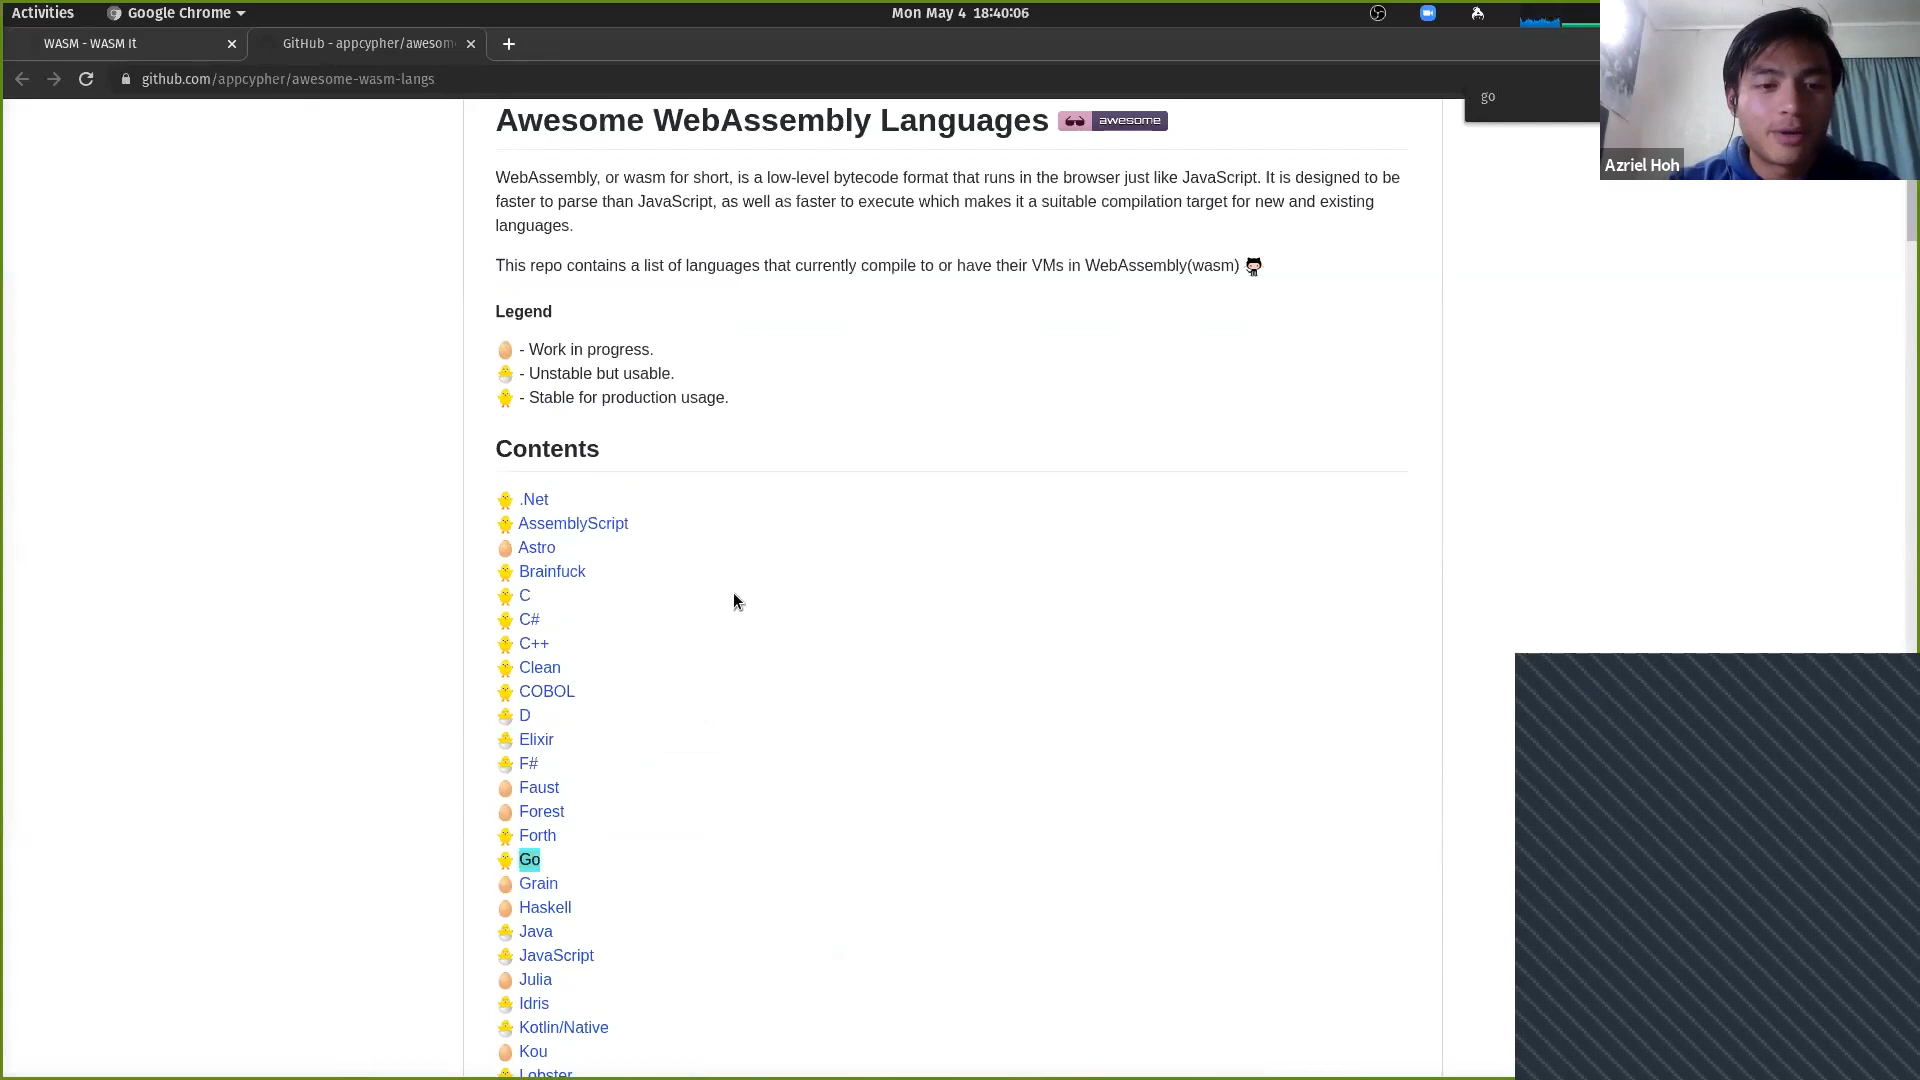 Activities
Google Chrome
Mon May 4 18:40:06
WASM - WASM It
GitHub - appcypher/awesom
github.com/appcypher/awesome-wasm-langs
go
Azriel Hoh
Awesome WebAssembly Languages
awesome
WebAssembly, or wasm for short, is a low-level bytecode format that runs in the browser just like JavaScript. It is designed to be
faster to parse than JavaScript, as well as faster to execute which makes it a suitable compilation target for new and existing
languages.
This repo contains a list of languages that currently compile to or have their VMs in WebAssembly(wasm)
Legend
- Work in progress.
- Unstable but usable.
- Stable for production usage.
Contents
.Net
AssemblyScript
Astro
Brainfuck
C
C#
C++
Clean
COBOL
D
Elixir
F#
Faust
Forest
Forth
Go
Grain
Haskell
Java
JavaScript
Julia
Idris
Kotlin/Native
Kou
Lobster